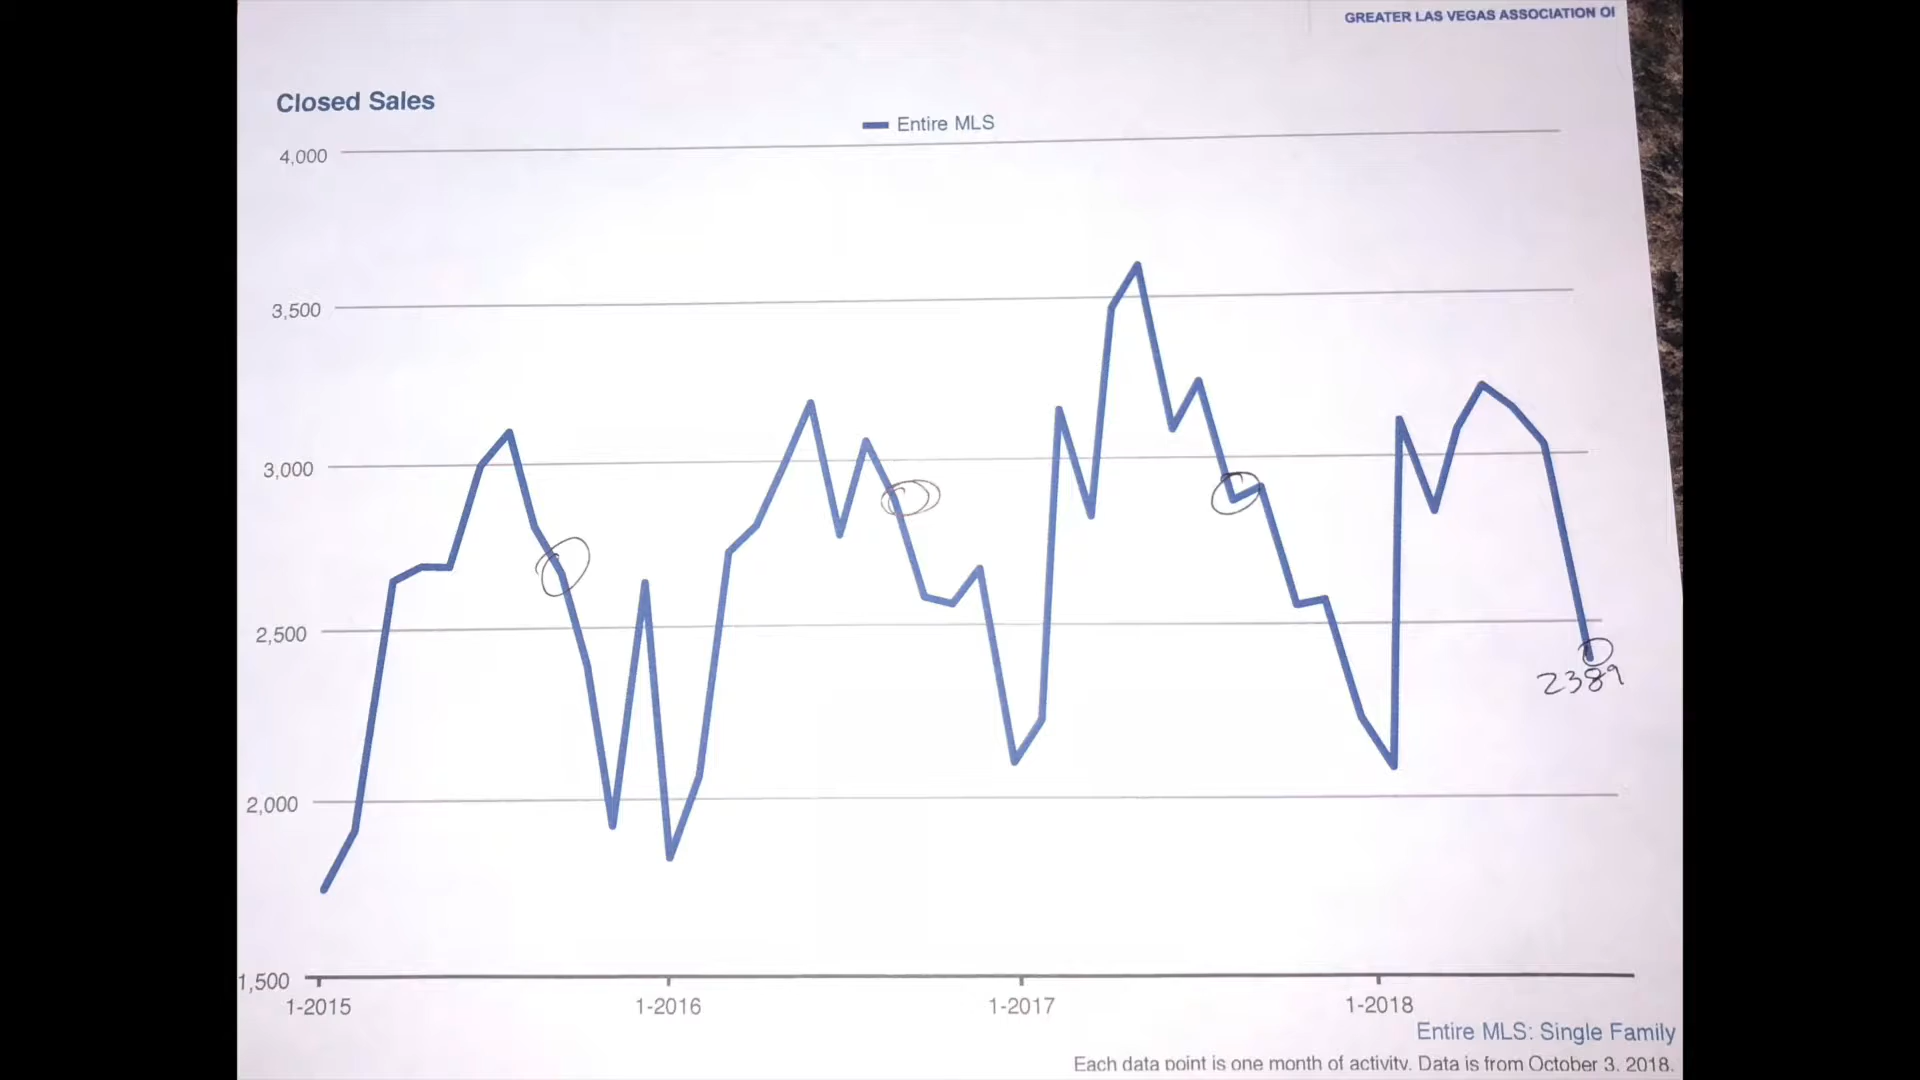 GREATER LAS VEGAS ASSOCIATION OF
Closed Sales
Entire MLS
4,000
3,500
3,000
2,500
2,000
1,500
2389
1-2015 1-2016 1-2017 1-2018
Entire MLS: Single Family
Each data point is one month of activity. Data is from October 3, 2018.